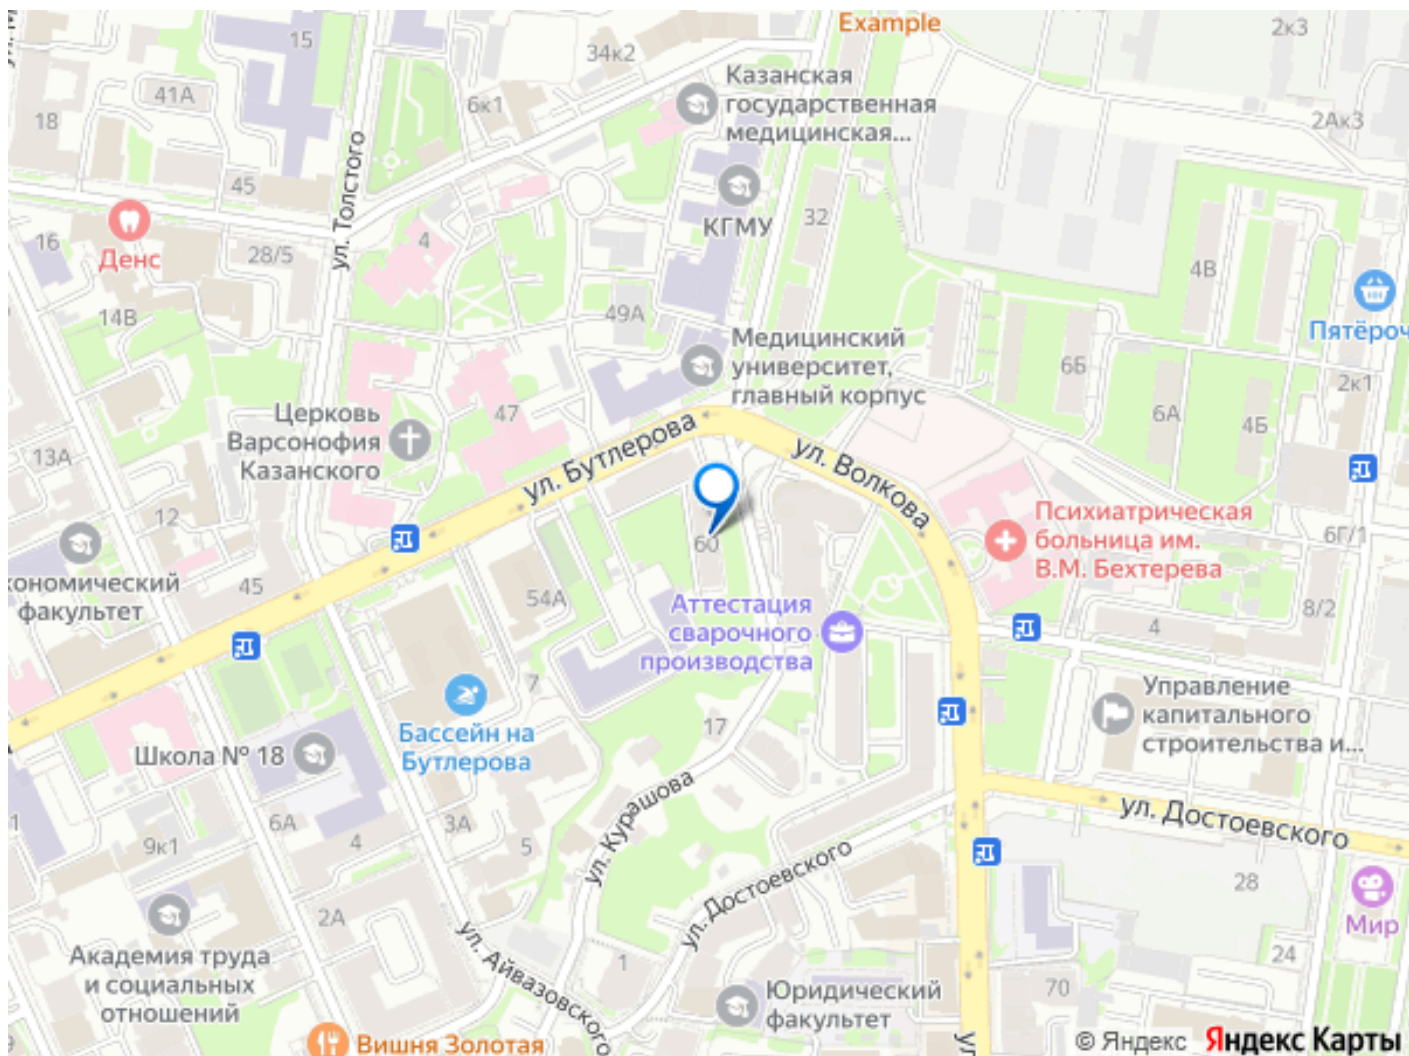 Example
15
34к2
2к3
41А
18
6к1
Казанская
государственная
медицинская...
2Ак3
ул. Толстого
45
КГМУ
32
16
Денс
28/5
4
4В
14В
49А
Пятёроч
Медицинский
университет,
главный корпус
6Б
2к1
6А
4Б
47
Церковь
Варсонофия
Казанского
13А
ул. Бутлерова
ул. Волкова
12
60
Психиатрическая
больница им.
В.М. Бехтерева
6Г/1
кономический
факультет
45
54А
Аттестация
сварочного
производства
8/2
4
7
Управление
капитального
строительства и...
Бассейн на
Бутлерова
17
Школа № 18
ул. Курашова
ул. Достоевского
1
9к1
6А
4
3А
5
ул. Достоевского
28
Мир
2А
Академия труда
и социальных
отношений
ул. Айвазовского
1
24
70
Юридический
факультет
Вишня Золотая
ул
© Яндекс Яндекс Карты